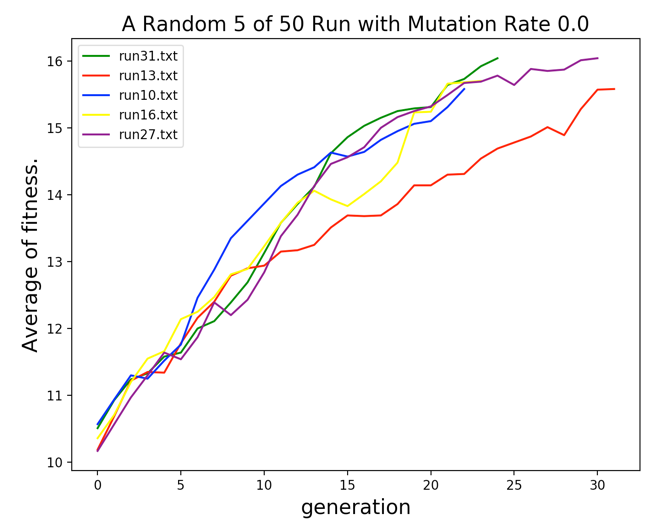 A Random 5 of 50 Run with Mutation Rate 0.0
16
15
14
13
12
11
10
Average of fitness.
run31.txt
run13.txt
run10.txt
run16.txt
run27.txt
0 5 10 15 20 25 30
generation